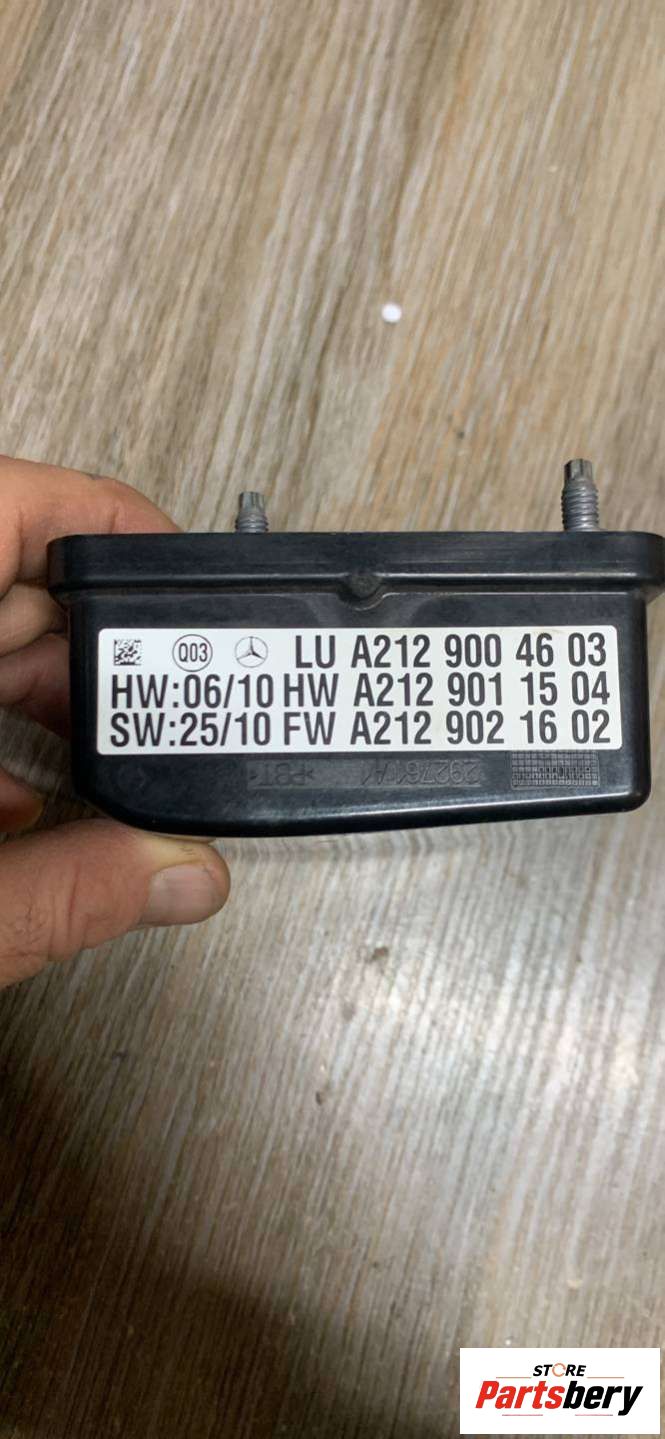 Q03 LU A212 900 46 03
HW:06/10 HW A212 901 15 04
SW:25/10 FW A212 902 16 02
STORE
Partsbery